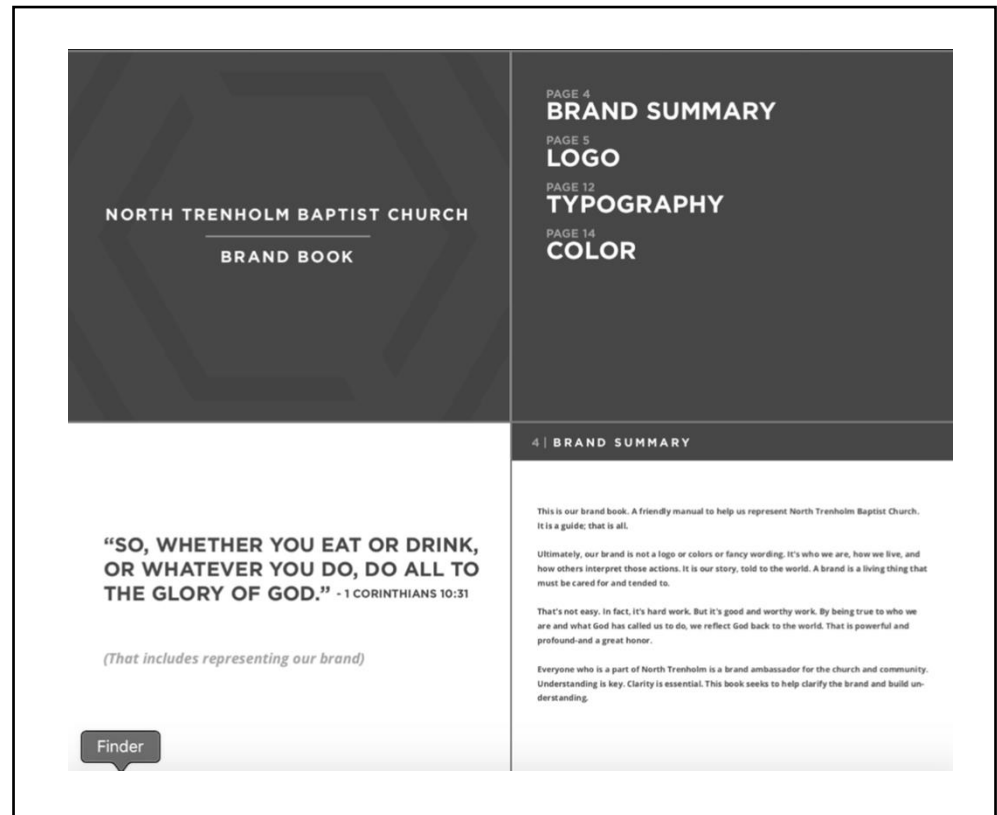 NORTH TRENHOLM BAPTIST CHURCH
BRAND BOOK
PAGE 4
BRAND SUMMARY
PAGE 5
LOGO
PAGE 12
TYPOGRAPHY
PAGE 14
COLOR
“SO, WHETHER YOU EAT OR DRINK,
OR WHATEVER YOU DO, DO ALL TO
THE GLORY OF GOD.” - 1 CORINTHIANS 10:31
(That includes representing our brand)
4 | BRAND SUMMARY
This is our brand book. A friendly manual to help us represent North Trenholm Baptist Church.
It is a guide; that is all.
Ultimately, our brand is not a logo or colors or fancy wording. It's who we are, how we live, and
how others interpret those actions. It is our story, told to the world. A brand is a living thing that
must be cared for and tended to.
That's not easy. In fact, it's hard work. But it's good and worthy work. By being true to who we
are and what God has called us to do, we reflect God back to the world. That is powerful and
profound-and a great honor.
Everyone who is a part of North Trenholm is a brand ambassador for the church and community.
Understanding is key. Clarity is essential. This book seeks to help clarify the brand and build un-
derstanding.
Finder